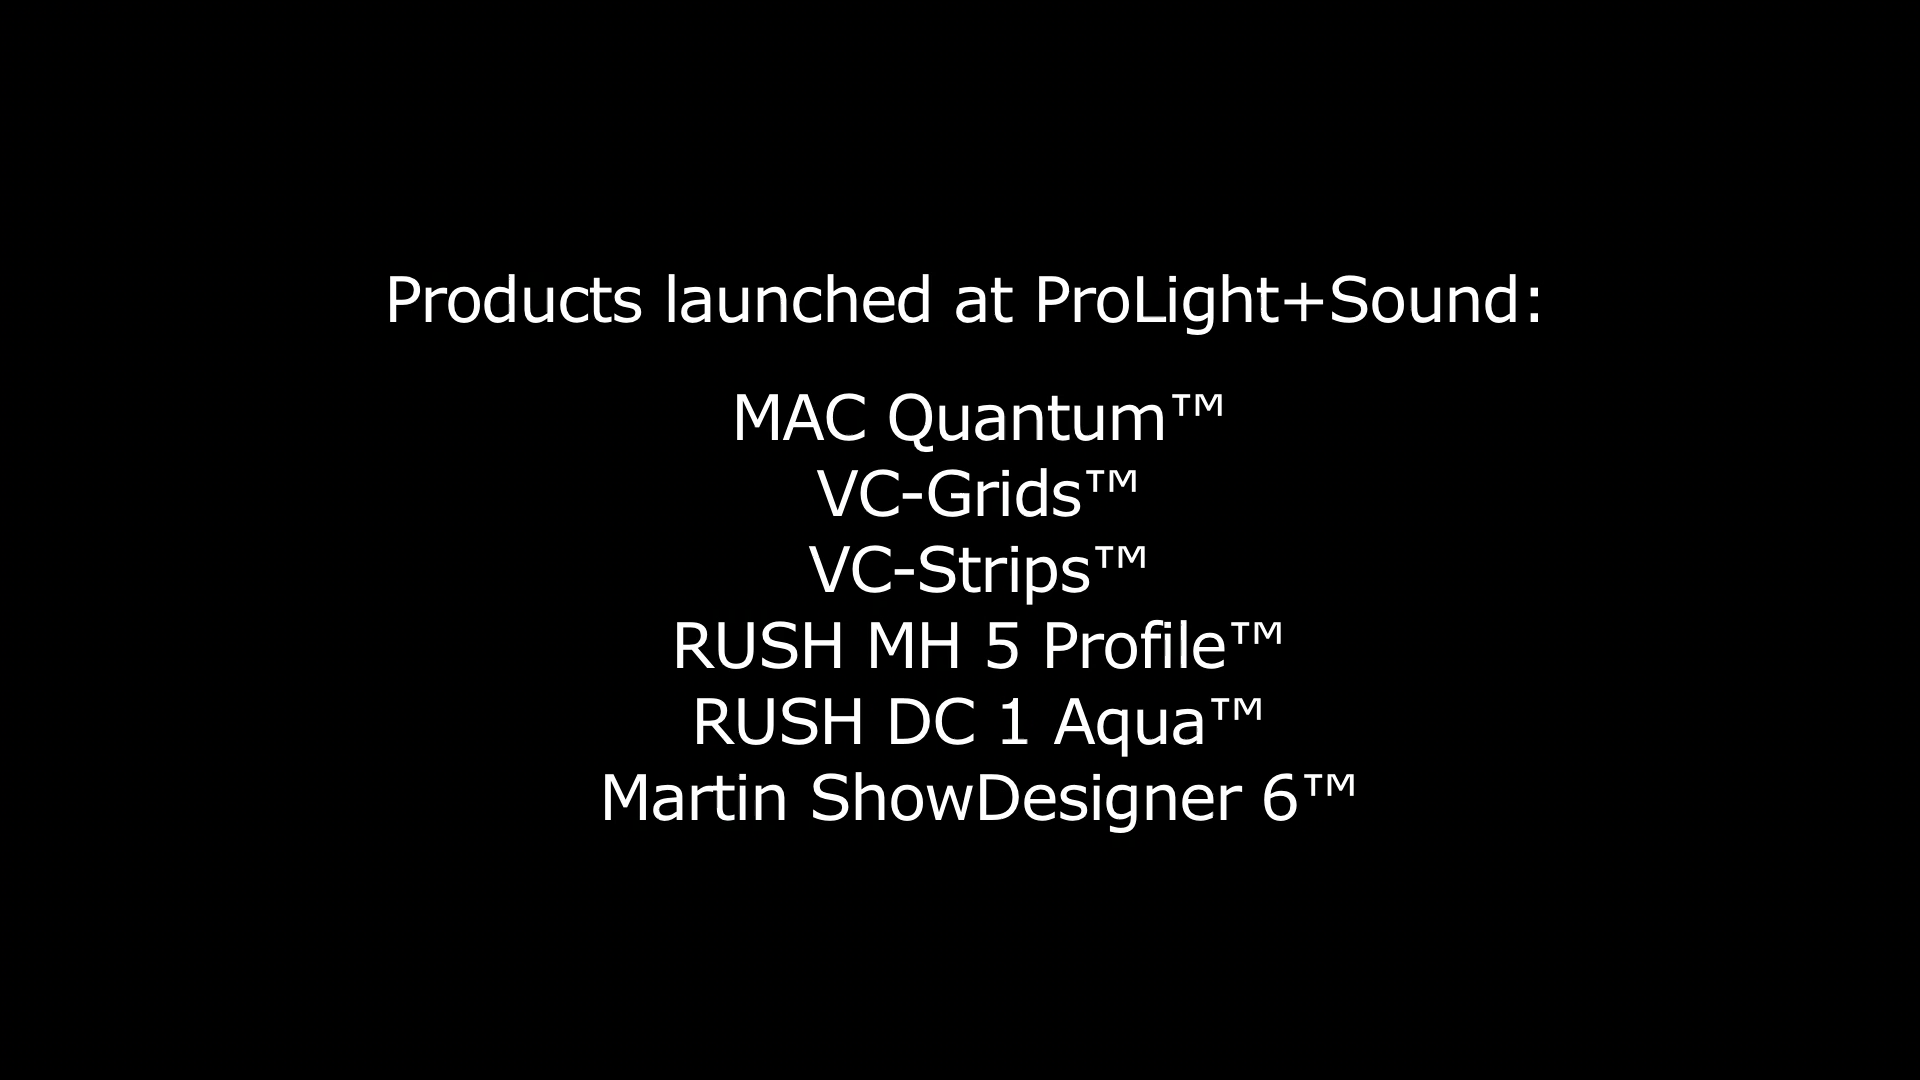 Products launched at ProLight+Sound:
MAC Quantum™
VC-Grids™
VC-Strips™
RUSH MH 5 Profile™
RUSH DC 1 Aqua™
Martin ShowDesigner 6™